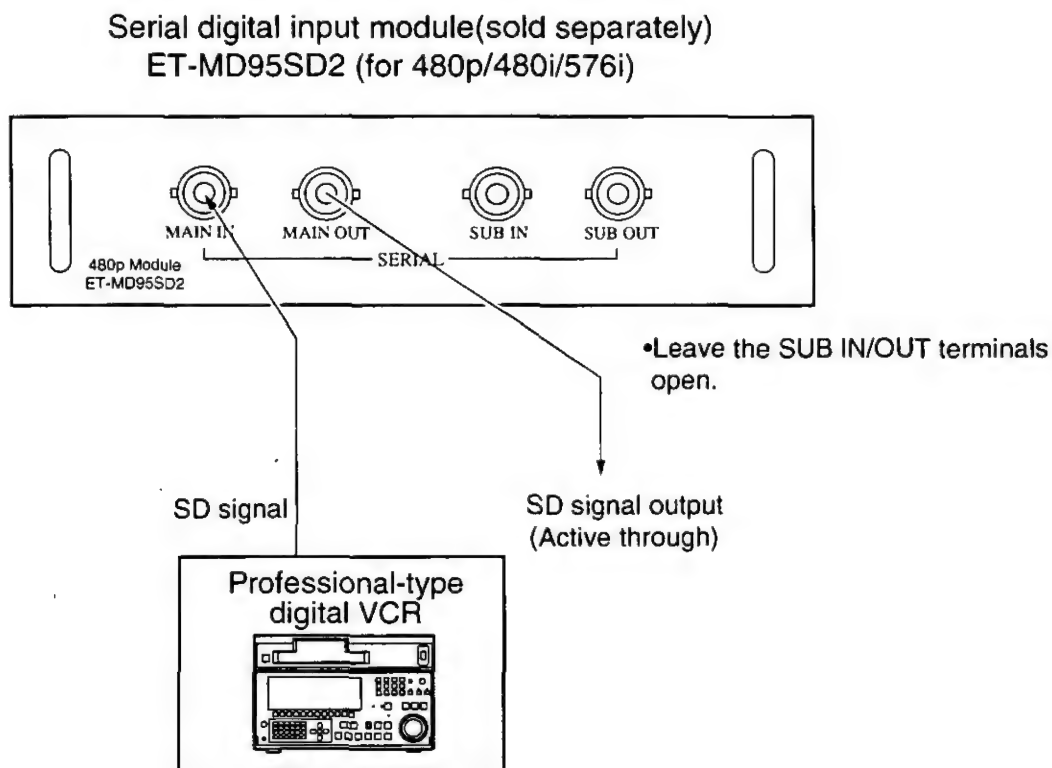 Serial digital input module(sold separately)
ET-MD95SD2 (for 480p/480i/576i)
MAIN IN
MAIN OUT
SUB IN
SUB OUT
SERIAL
480p Module
ET-MD95SD2
•Leave the SUB IN/OUT terminals
open.
SD signal
SD signal output
(Active through)
Professional-type
digital VCR